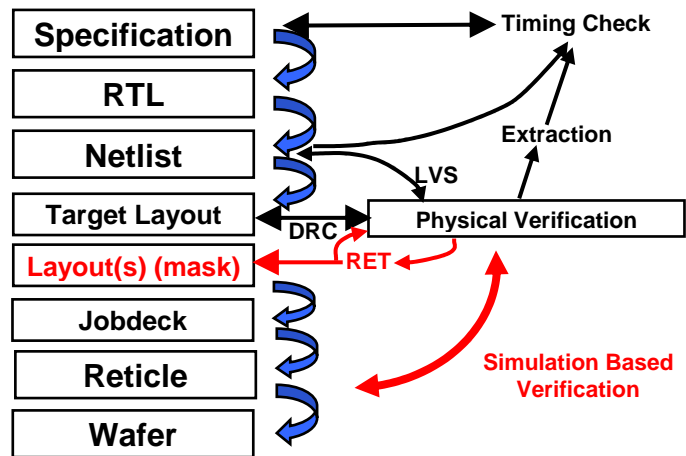 Specification
Timing Check
RTL
Extraction
Netlist
LVS
Target Layout
DRC
Physical Verification
Layout(s) (mask)
RET
Jobdeck
Reticle
Simulation Based
Verification
Wafer